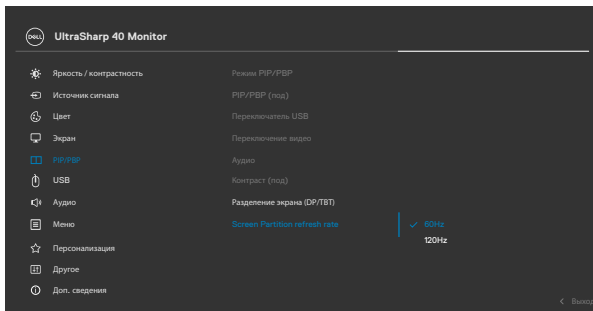 DELL UltraSharp 40 Monitor
Яркость / контрастность Режим PIP/PBP
Источник сигнала PIP/PBP (под)
Цвет Переключатель USB
Экран Переключение видео
PIP/PBP Аудио
USB Контраст (под)
Аудио Разделение экрана (DP/TBT)
Меню Screen Partition refresh rate ✓ 60Hz
120Hz
Персонализация
Другое
Доп. сведения
< Выход